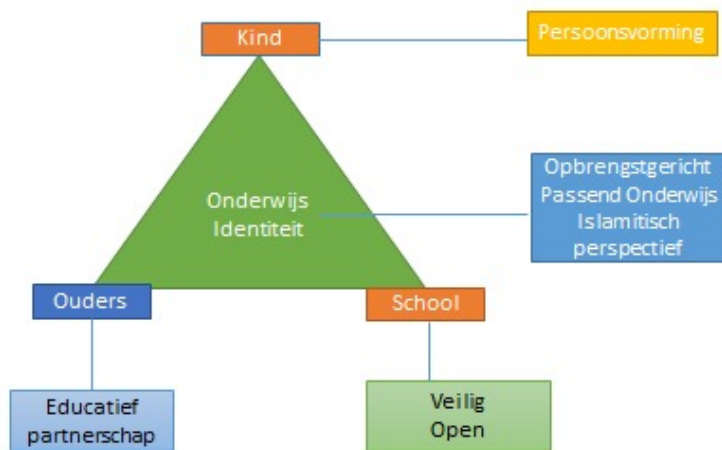 Kind
Persoonsvorming
Onderwijs
Identiteit
Opbrengstgericht
Passend Onderwijs
Islamitisch
perspectief
Ouders
School
Educatief
partnerschap
Veilig
Open